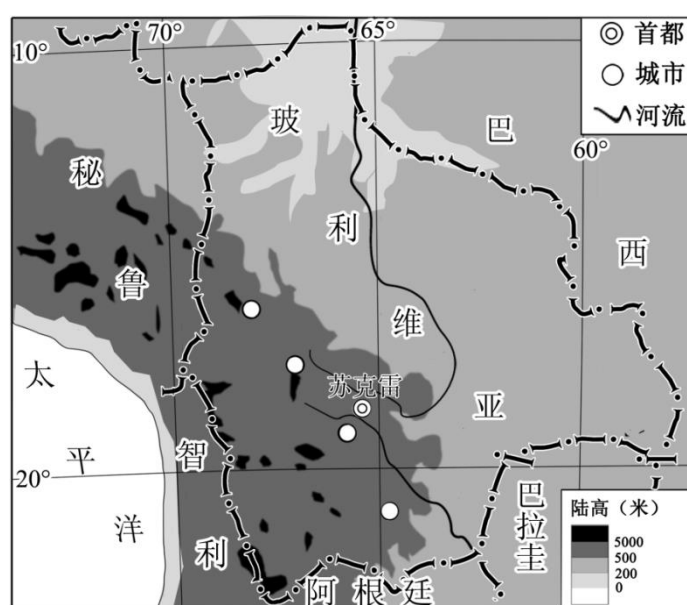 70°
65°
10°
首都
城市
河流
玻
巴
60°
秘
利
西
鲁
维
太
苏克雷
亚
平
智
20°
巴
拉
圭
洋
利
阿根廷
陆高（米）
5000
500
200
0